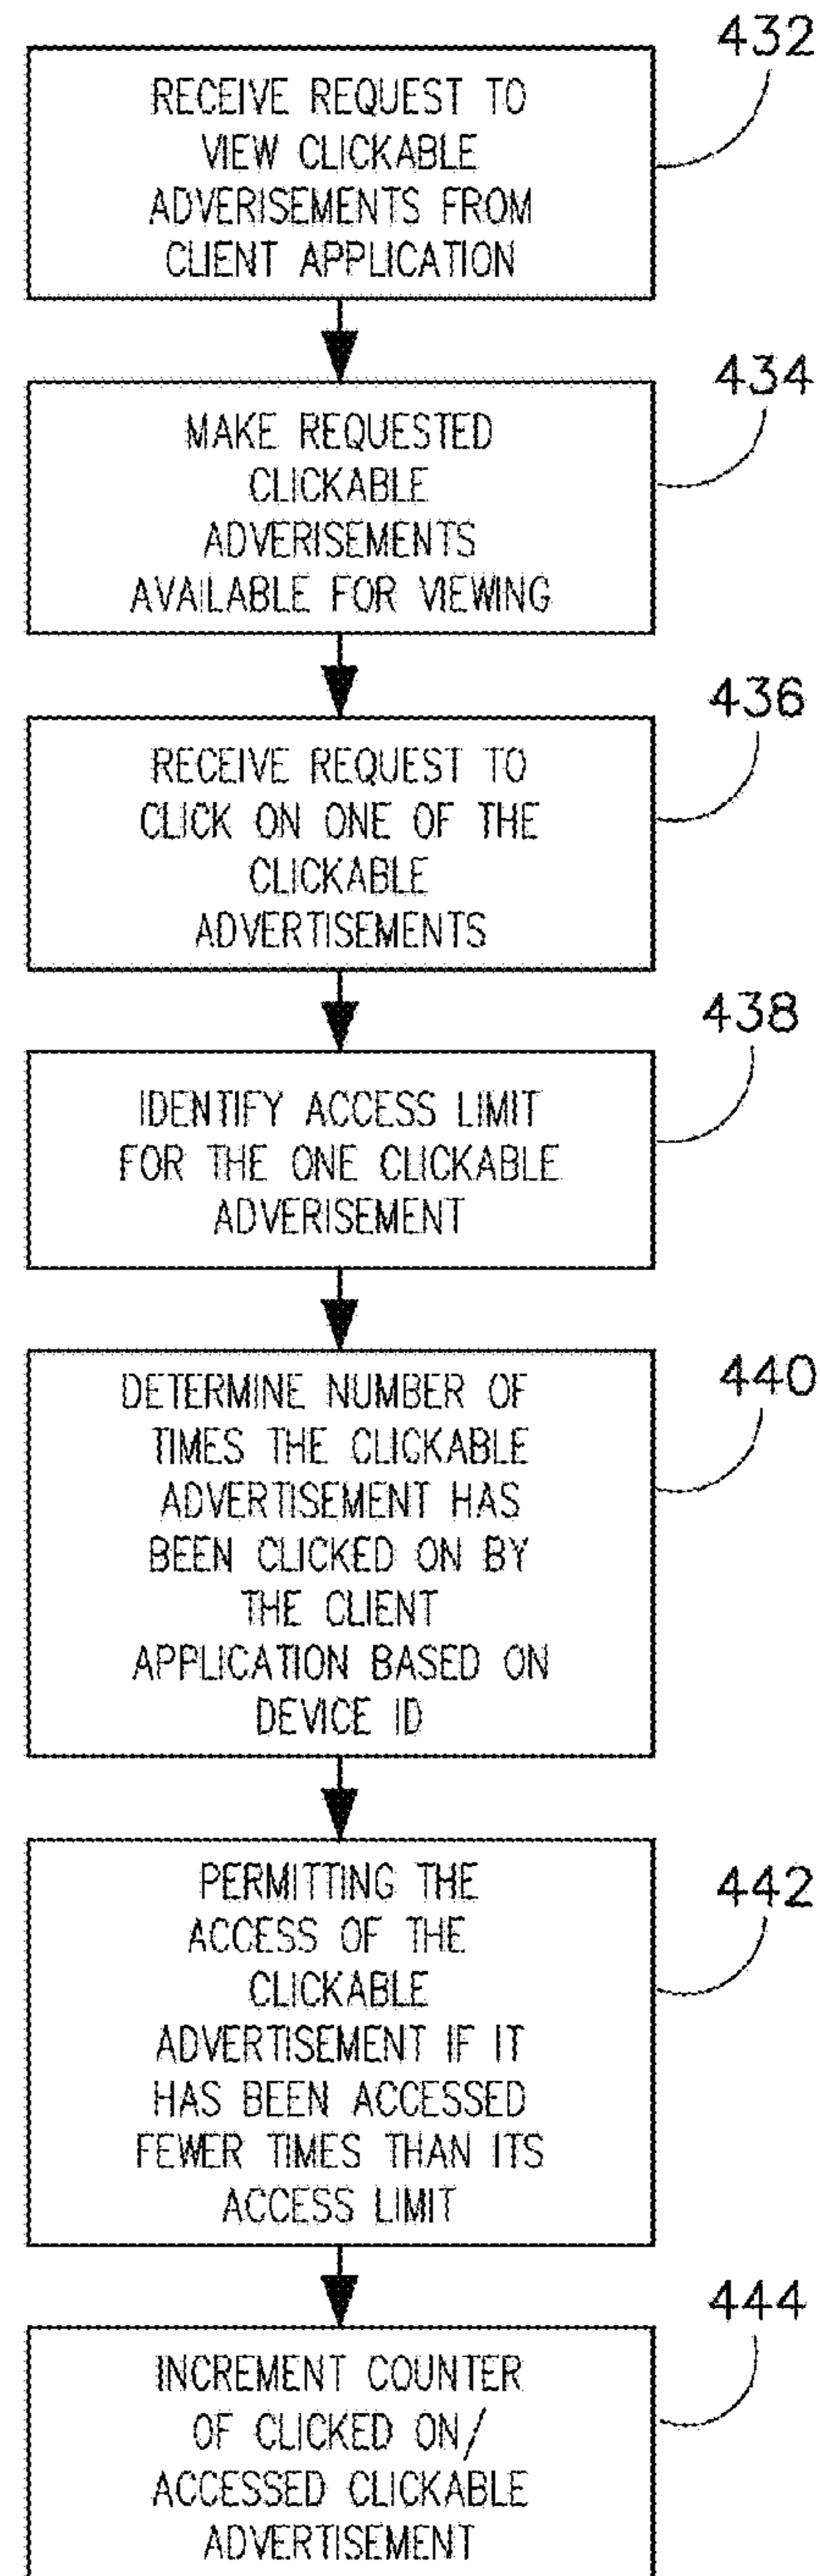 432
RECEIVE REQUEST TO
VIEW CLICKABLE
ADVERISEMENTS FROM
CLIENT APPLICATION
434
MAKE REQUESTED
CLICKABLE
ADVERISEMENTS
AVAILABLE FOR VIEWING
436
RECEIVE REQUEST TO
CLICK ON ONE OF THE
CLICKABLE
ADVERTISEMENTS
438
IDENTIFY ACCESS LIMIT
FOR THE ONE CLICKABLE
ADVERISEMENT
440
DETERMINE NUMBER OF
TIMES THE CLICKABLE
ADVERTISEMENT HAS
BEEN CLICKED ON BY
THE CLIENT
APPLICATION BASED ON
DEVICE ID
442
PERMITTING THE
ACCESS OF THE
CLICKABLE
ADVERTISEMENT IF IT
HAS BEEN ACCESSED
FEWER TIMES THAN ITS
ACCESS LIMIT
444
INCREMENT COUNTER
OF CLICKED ON/
ACCESSED CLICKABLE
ADVERTISEMENT